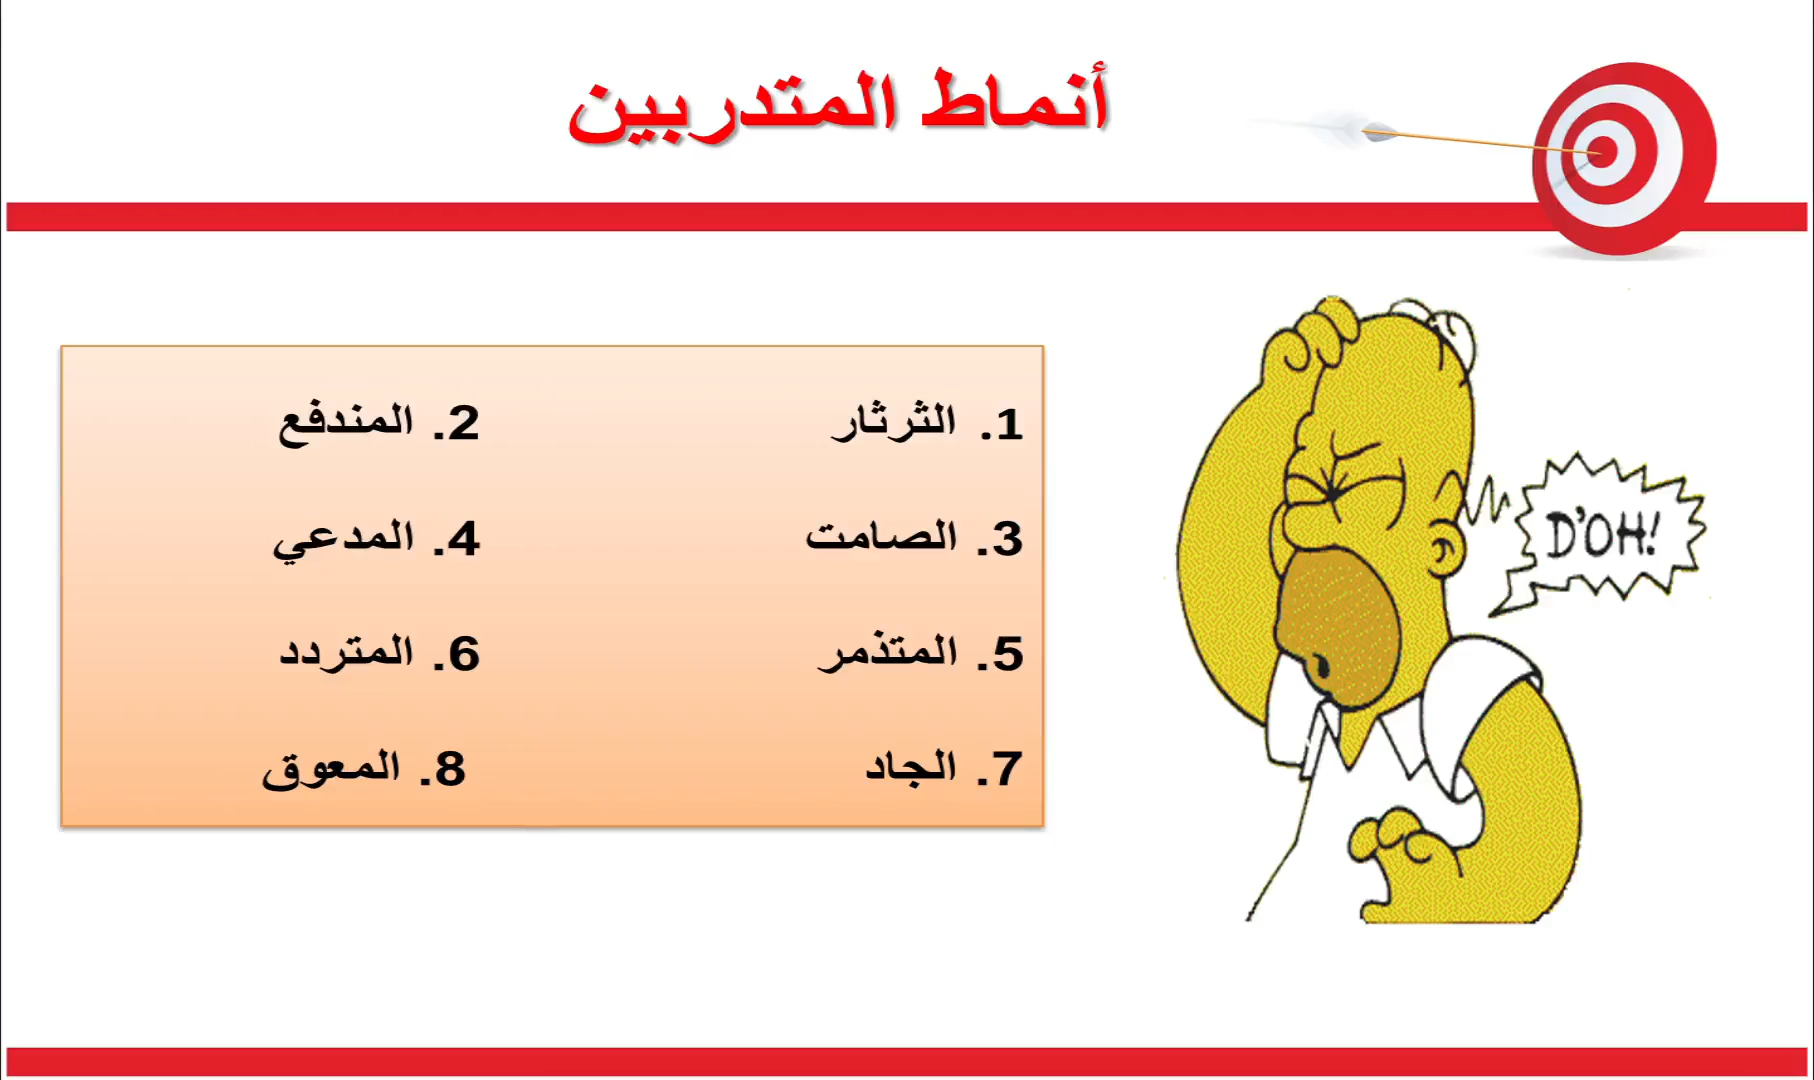 أنماط المتدربين
1. الثرثار 2. المندفع
3. الصامت 4. المدعي
5. المتذمر 6. المتردد
7. الجاد 8. المعوق
D'OH!